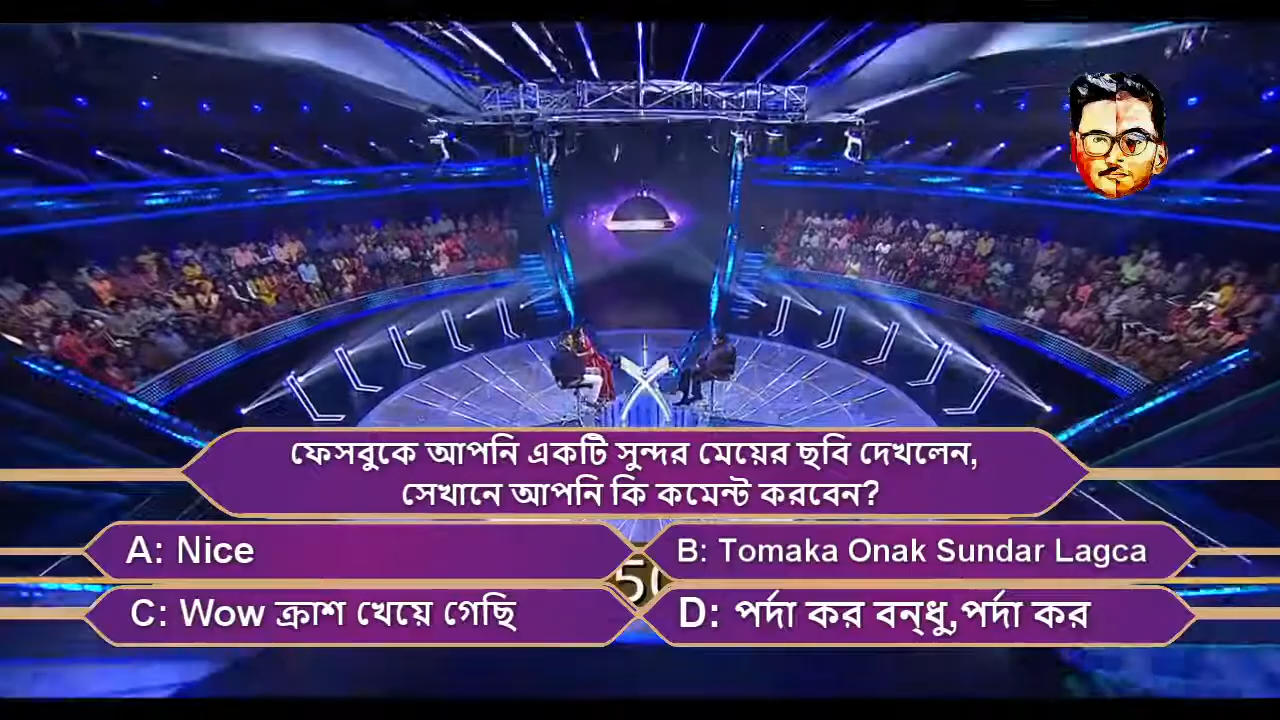 ফেসবুকে আপনি একটি সুন্দর মেয়ের ছবি দেখলেন,
সেখানে আপনি কি কমেন্ট করবেন?
A: Nice
B: Tomaka Onak Sundar Lagca
C: Wow ক্রাশ খেয়ে গেছি
D: পর্দা কর বন্ধু,পর্দা কর